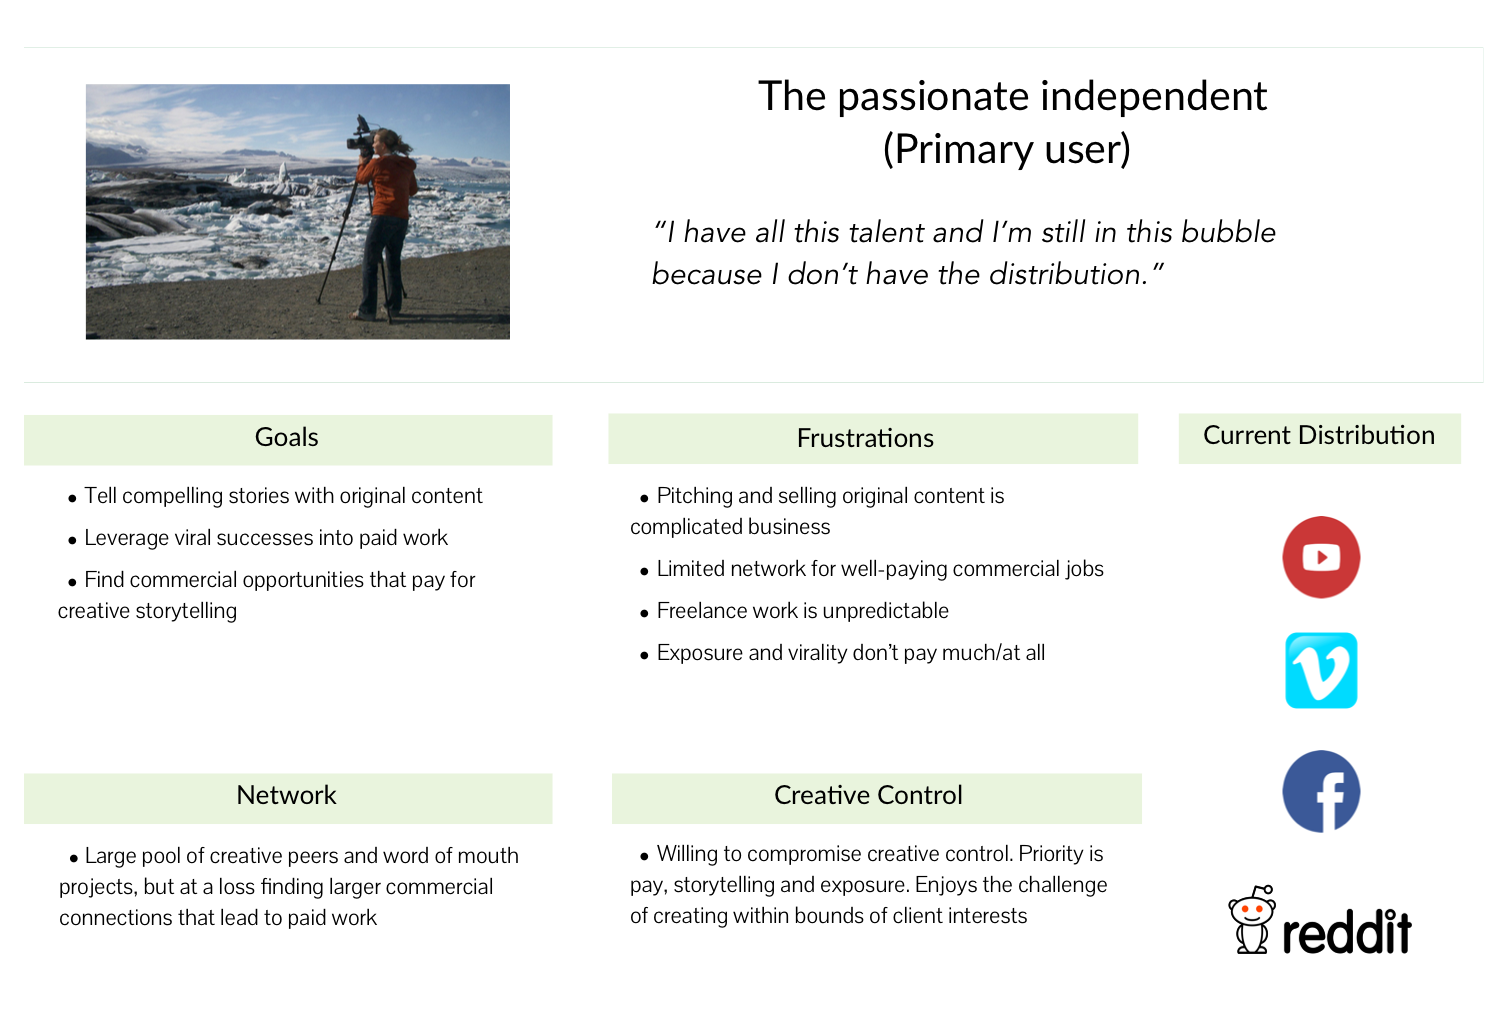 The passionate independent
(Primary user)
“I have all this talent and I’m still in this bubble
because I don’t have the distribution.”
Goals
• Tell compelling stories with original content
• Leverage viral successes into paid work
• Find commercial opportunities that pay for
creative storytelling
Frustrations
• Pitching and selling original content is
complicated business
• Limited network for well-paying commercial jobs
• Freelance work is unpredictable
• Exposure and virality don’t pay much/at all
Current Distribution
reddit
Network
• Large pool of creative peers and word of mouth
projects, but at a loss finding larger commercial
connections that lead to paid work
Creative Control
• Willing to compromise creative control. Priority is
pay, storytelling and exposure. Enjoys the challenge
of creating within bounds of client interests